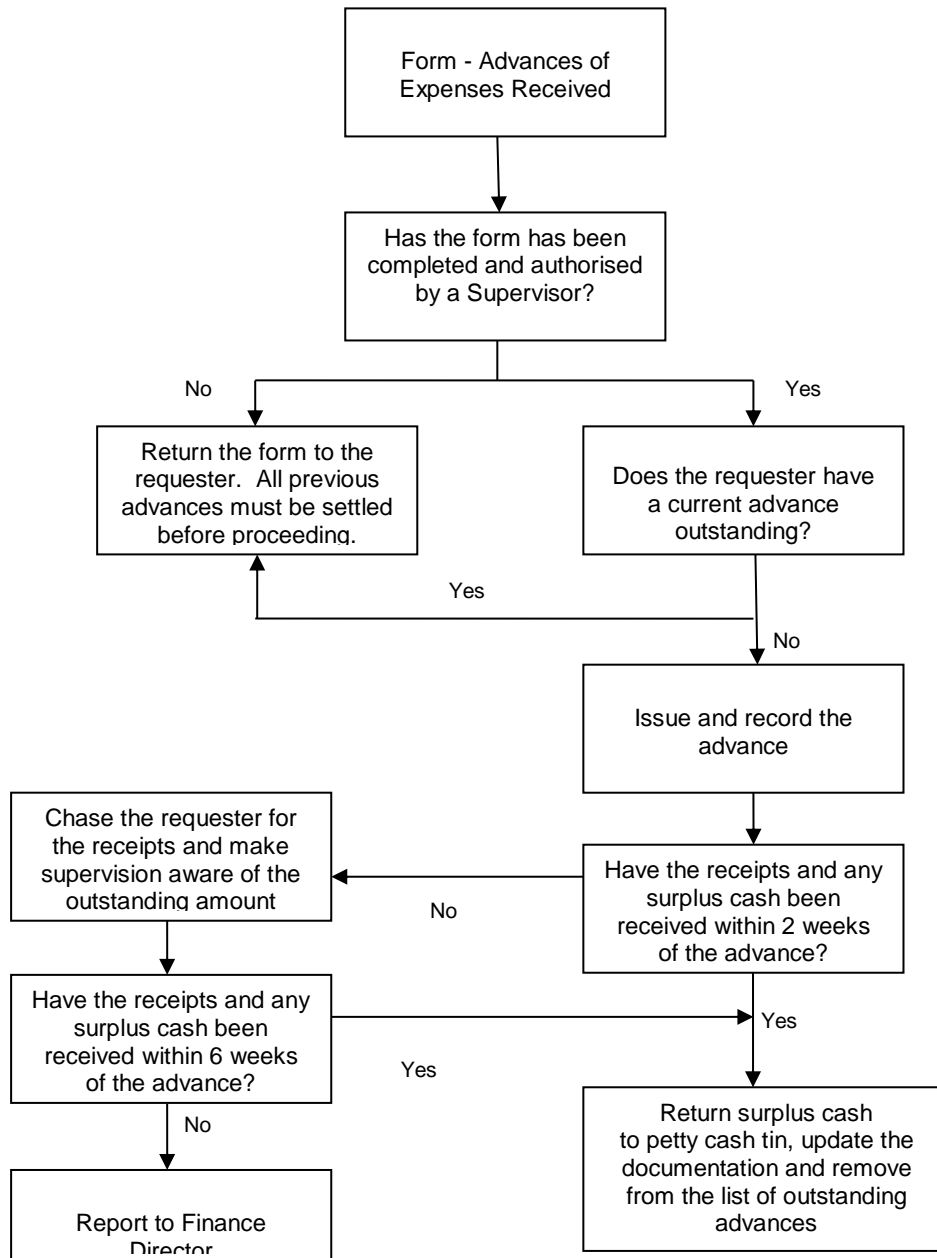 Form - Advances of
Expenses Received
Has the form has been
completed and authorised
by a Supervisor?
No
Yes
Return the form to the
requester.  All previous
advances must be settled
before proceeding.
Does the requester have
a current advance
outstanding?
Yes
No
Issue and record the
advance
Chase the requester for
the receipts and make
supervision aware of the
outstanding amount
Have the receipts and any
surplus cash been
received within 2 weeks
of the advance?
No
Yes
Have the receipts and any
surplus cash been
received within 6 weeks
of the advance?
Yes
No
Return surplus cash
to petty cash tin, update the
documentation and remove
from the list of outstanding
advances
Report to Finance
Director